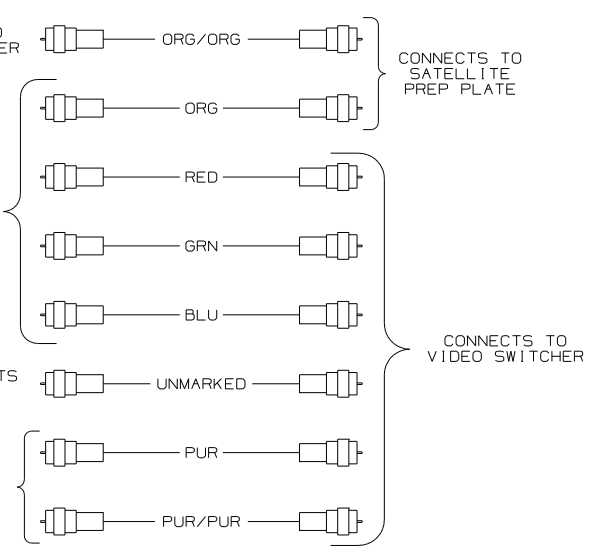 ORG/ORG
CONNECTS TO
SATELLITE
PREP PLATE
ORG
RED
GRN
BLU
CONNECTS TO
VIDEO SWITCHER
UNMARKED
PUR
PUR/PUR